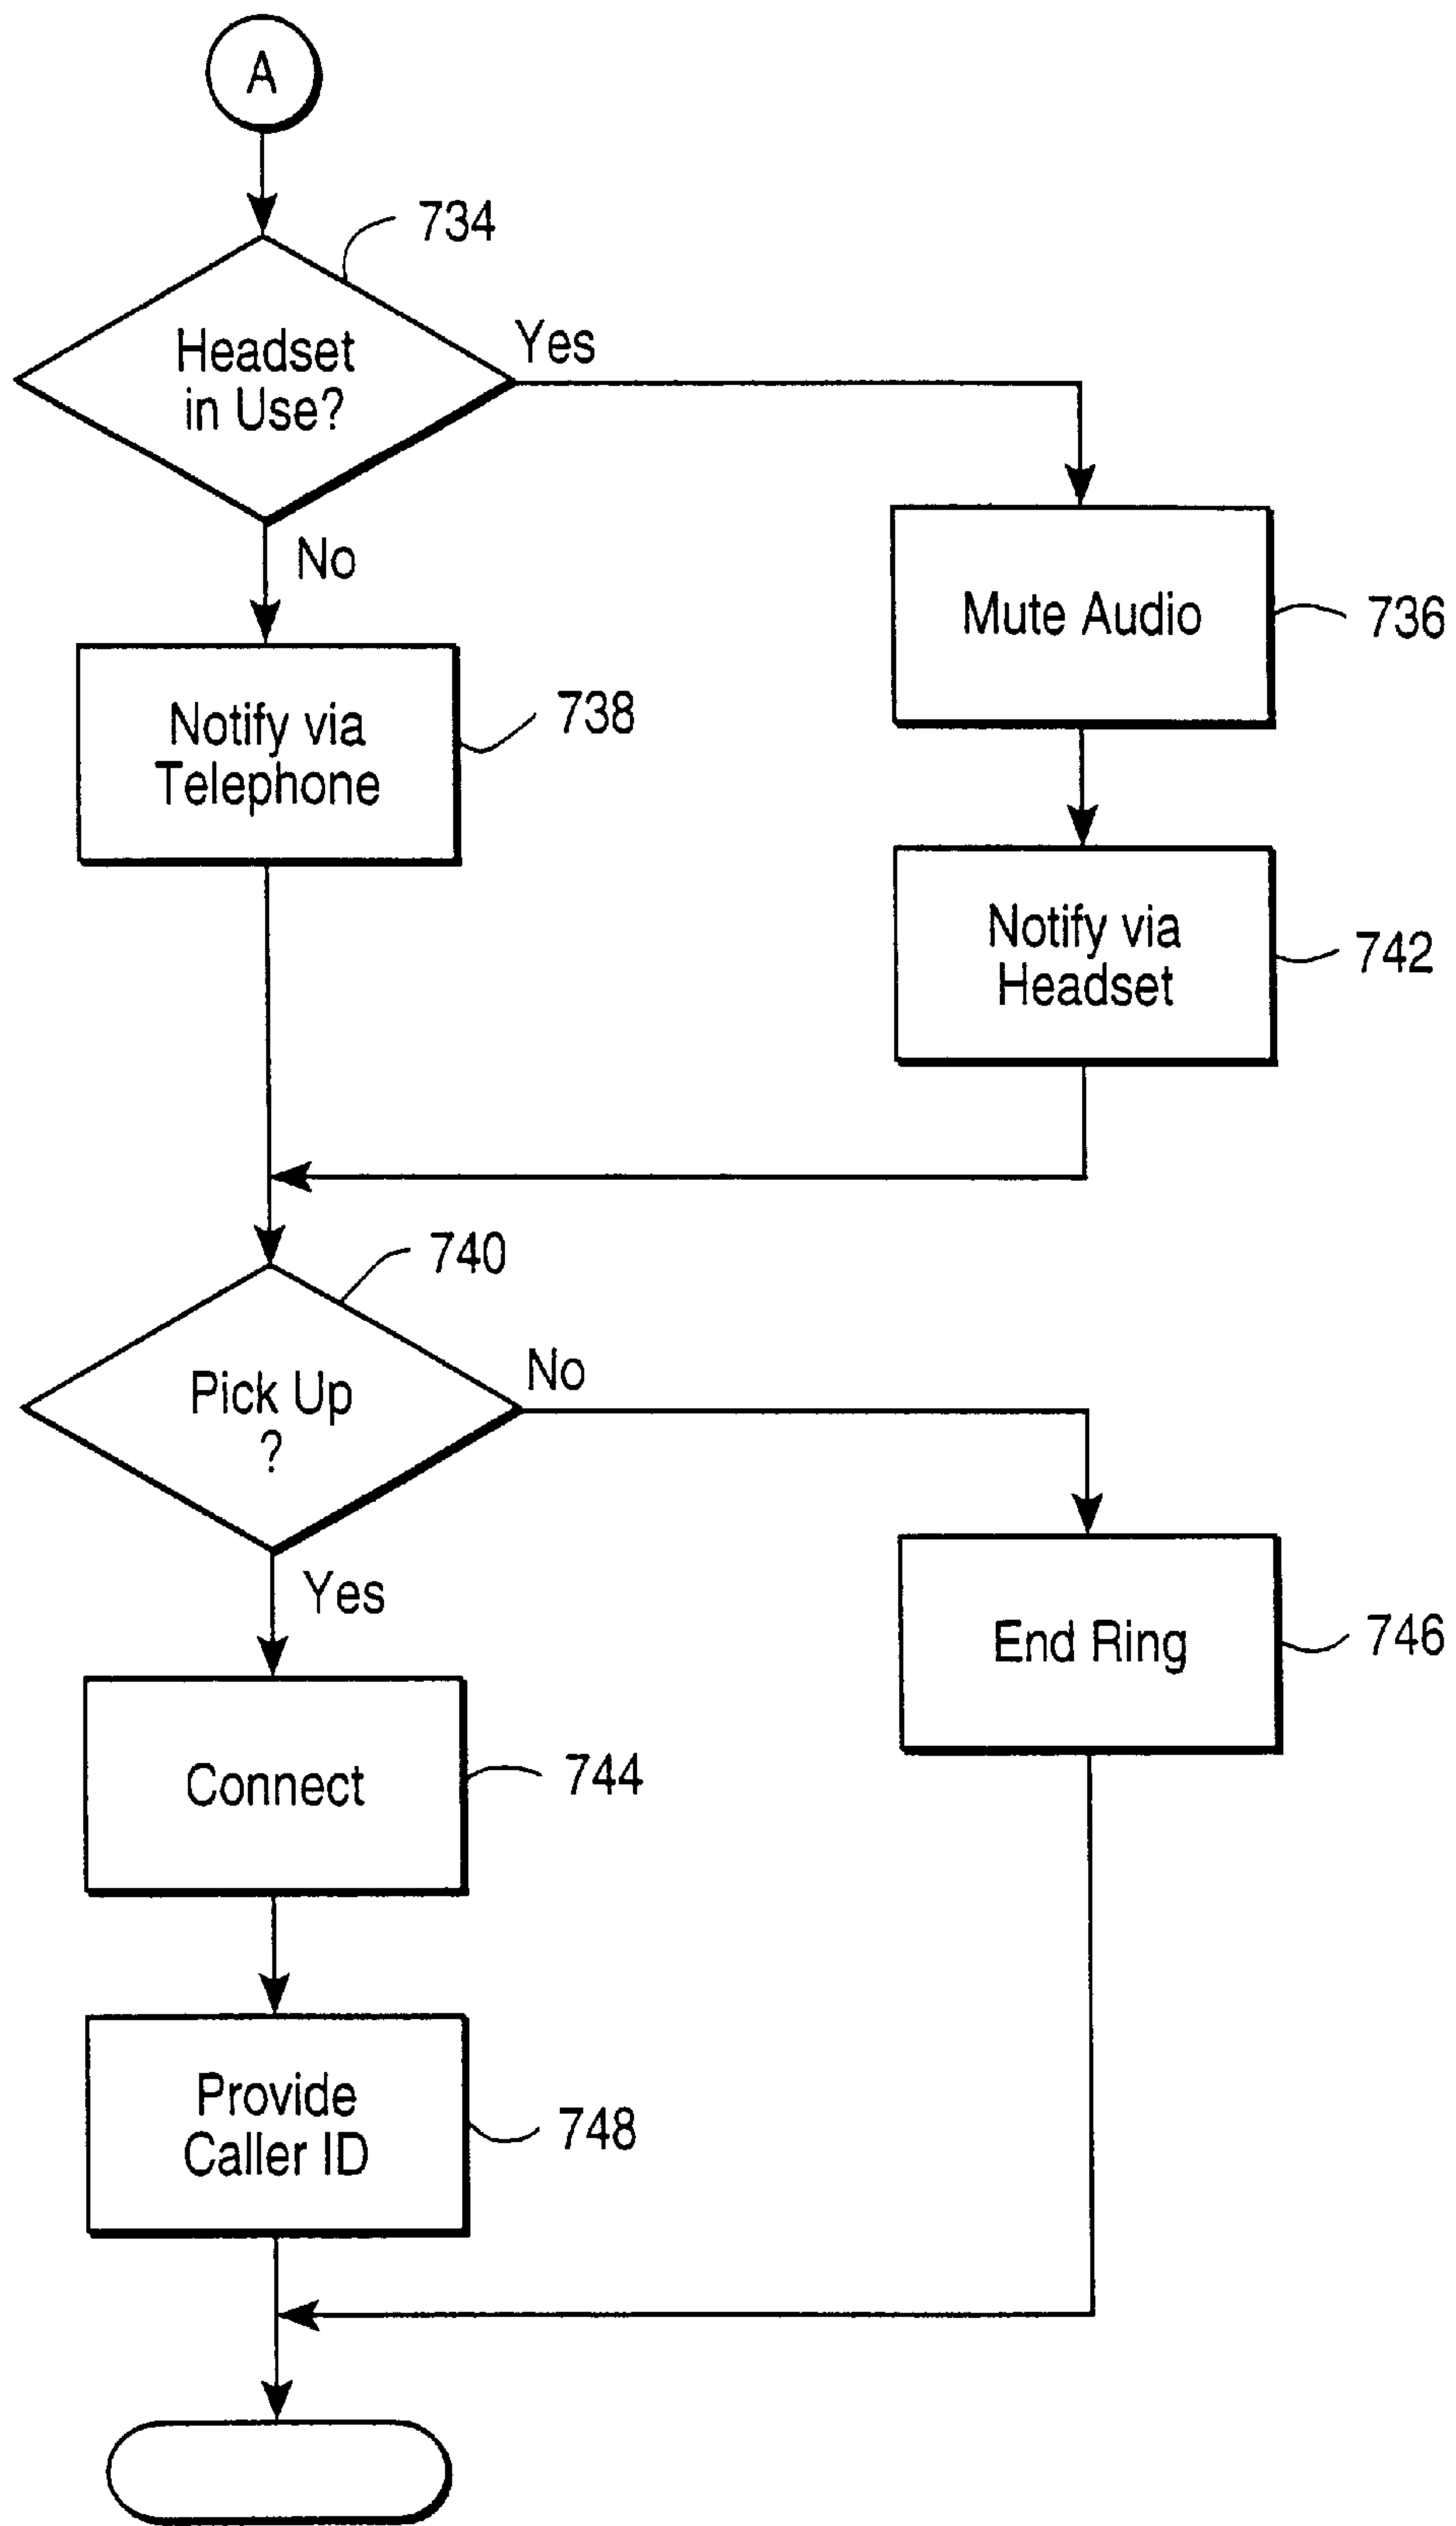 A
734
Headset
in Use?
Yes
No
Mute Audio
736
Notify via
Telephone
738
Notify via
Headset
742
740
Pick Up
?
No
Yes
End Ring
746
Connect
744
Provide
Caller ID
748